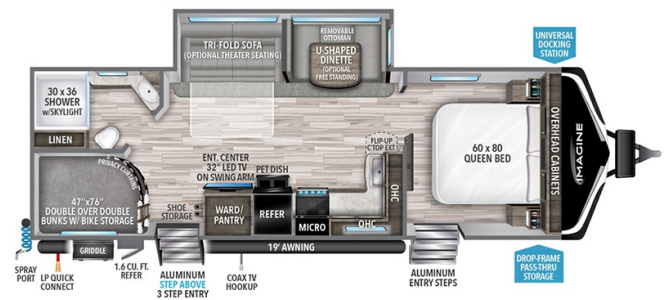 REMOVABLE
OTTOMAN
TRI-FOLD SOFA
(OPTIONAL THEATER SEATING)
U-SHAPED
DINETTE
(OPTIONAL
FREE STANDING)
UNIVERSAL
DOCKING
STATION
30 x 36
SHOWER
w/SKYLIGHT
LINEN
FLIP-UP
C'TOP EXT.
60 x 80
QUEEN BED
OVERHEAD CABINETS
IMAGINE
PRIVACY CURTAINS
ENT. CENTER
32" LED TV
ON SWING ARM
PET DISH
47"x76"
DOUBLE OVER DOUBLE
BUNKS W/ BIKE STORAGE
SHOE
STORAGE
WARD/
PANTRY
REFER
MICRO
OHC
OHC
19' AWNING
GRIDDLE
SPRAY
PORT
LP QUICK
CONNECT
1.6 CU. FT.
REFER
ALUMINUM
STEP ABOVE
3 STEP ENTRY
COAX TV
HOOKUP
ALUMINUM
ENTRY STEPS
DROP-FRAME
PASS-THRU
STORAGE